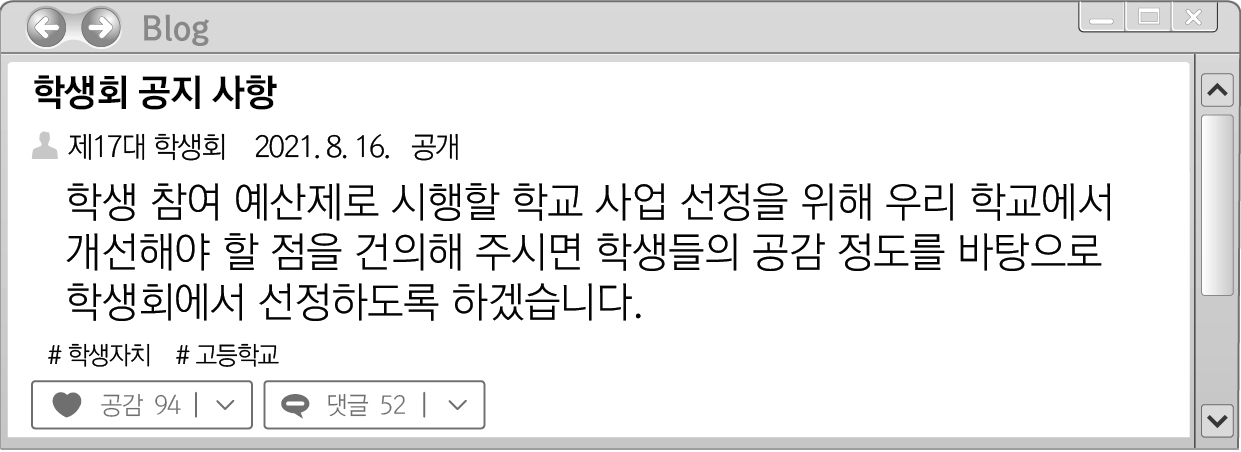 Blog
학생회 공지 사항
제17대 학생회 2021. 8. 16. 공개
학생 참여 예산제로 시행할 학교 사업 선정을 위해 우리 학교에서
개선해야 할 점을 건의해 주시면 학생들의 공감 정도를 바탕으로
학생회에서 선정하도록 하겠습니다.
# 학생자치 # 고등학교
공감 94 | 댓글 52 |